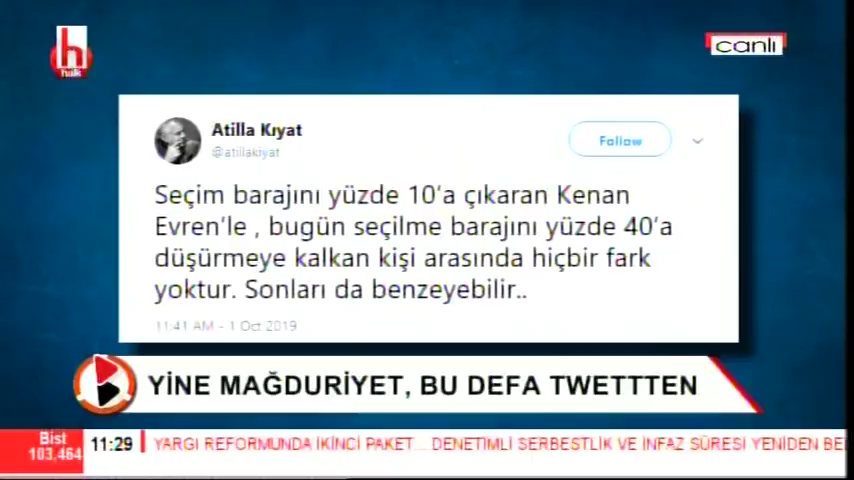 h
halk
canlı
Atilla Kıyat
@atillakiyat
Follow
Seçim barajını yüzde 10'a çıkaran Kenan
Evren'le , bugün seçilme barajını yüzde 40'a
düşürmeye kalkan kişi arasında hiçbir fark
yoktur. Sonları da benzeyebilir..
11:41 AM - 1 Oct 2019
YİNE MAĞDURİYET, BU DEFA TWETTTEN
Bist
103,464
11:29
YARGI REFORMUNDA İKİNCİ PAKET... DENETİMLİ SERBESTLİK VE İNFAZ SÜRESİ YENİDEN